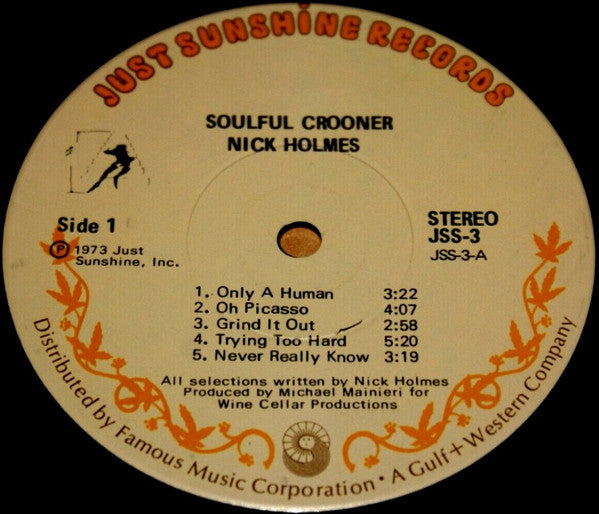 JUST SUNSHINE RECORDS
SOULFUL CROONER
NICK HOLMES
Side 1
Ⓟ 1973 Just
Sunshine, Inc.
STEREO
JSS-3
JSS-3-A
1. Only A Human 3:22
2. Oh Picasso 4:07
3. Grind It Out 2:58
4. Trying Too Hard 5:20
5. Never Really Know 3:19
All selections written by Nick Holmes
Produced by Michael Mainieri for
Wine Cellar Productions
Distributed by Famous Music Corporation • A Gulf+Western Company